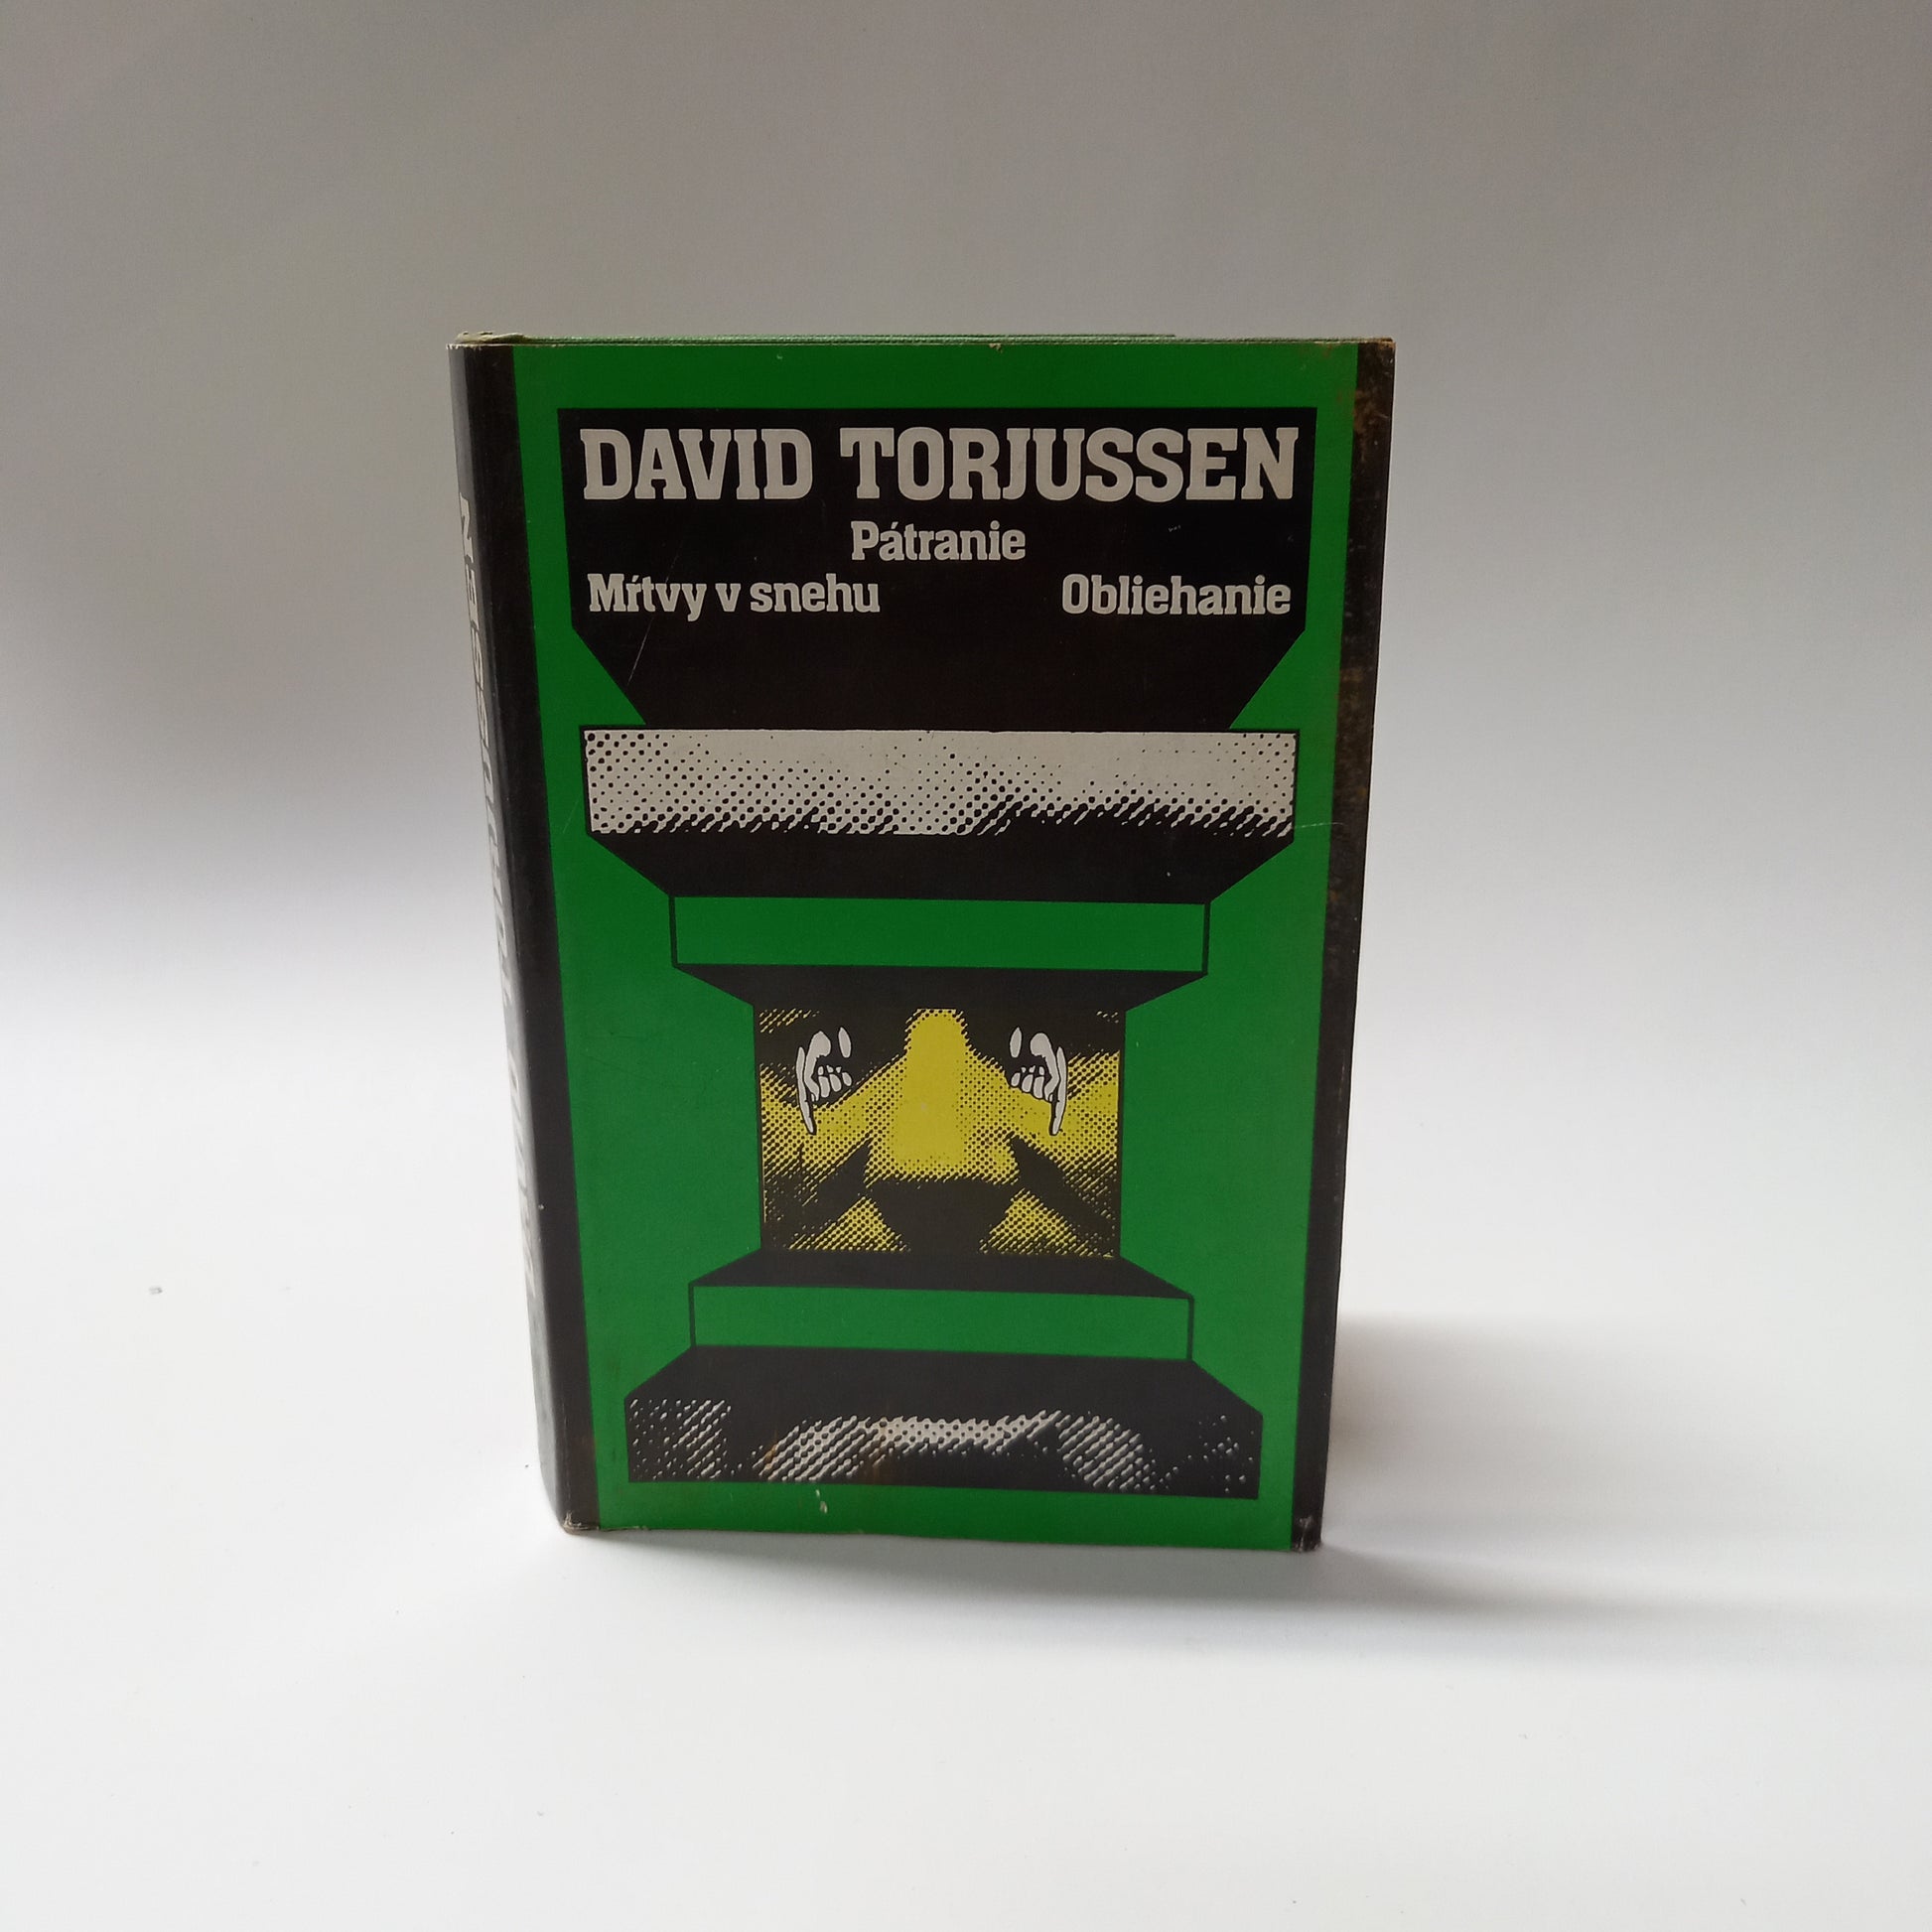 DAVID TORJUSSEN
Pátranie
Mŕtvy v snehu Obliehanie